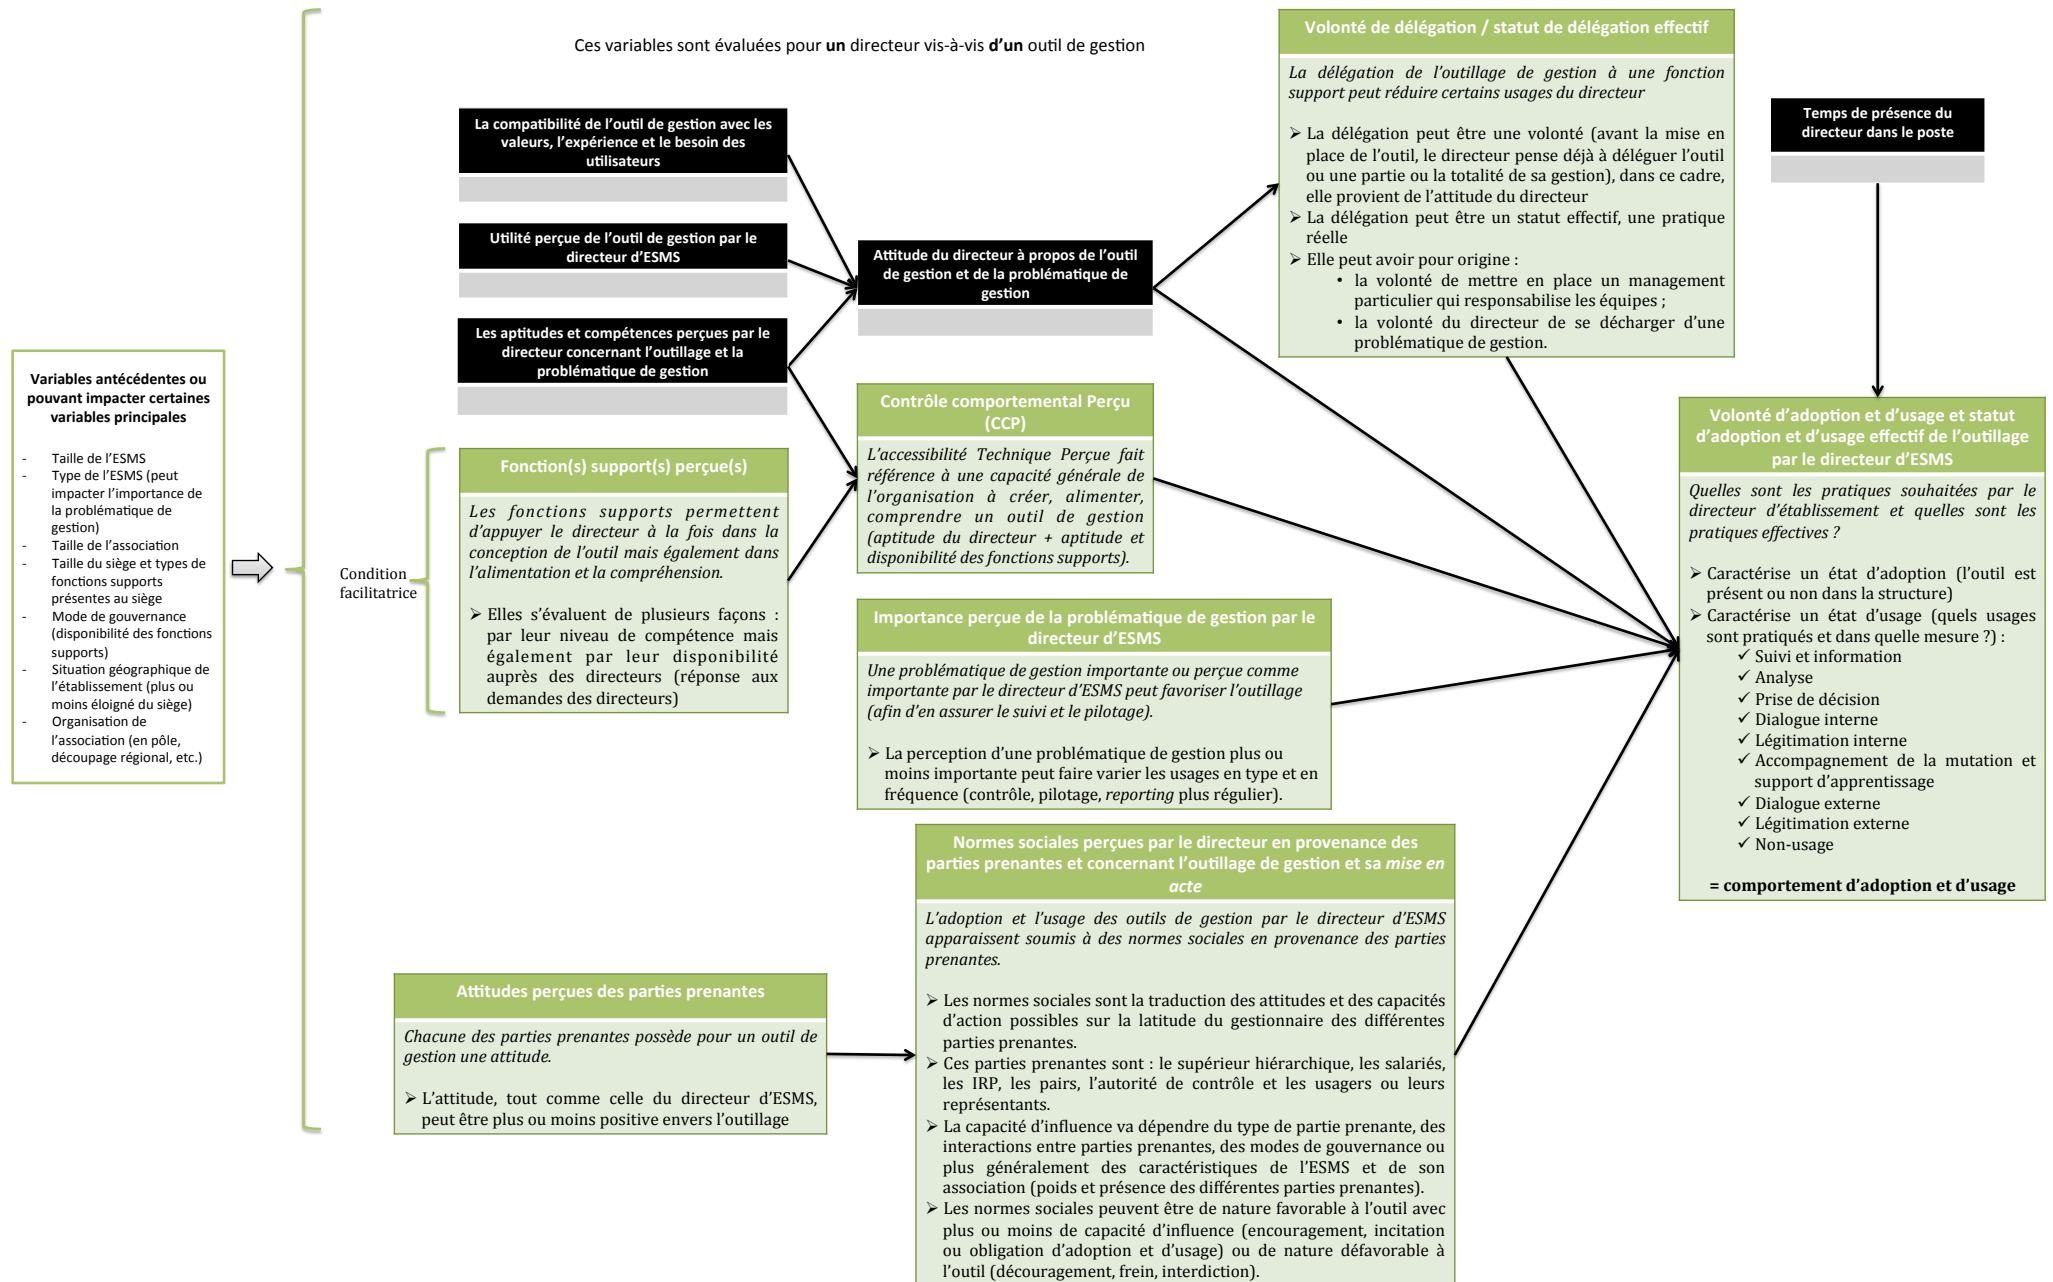 Ces variables sont évaluées pour un directeur vis-à-vis d'un outil de gestion
Variables antécédentes ou
pouvant impacter certaines
variables principales
- Taille de l'ESMS
- Type de l'ESMS (peut
impacter l'importance de
la problématique de
gestion)
- Taille de l'association
- Taille du siège et types de
fonctions supports
présentes au siège
- Mode de gouvernance
(disponibilité des fonctions
supports)
- Situation géographique de
l'établissement (plus ou
moins éloigné du siège)
- Organisation de
l'association (en pôle,
découpage régional, etc.)
La compatibilité de l'outil de gestion avec les
valeurs, l'expérience et le besoin des
utilisateurs
Utilité perçue de l'outil de gestion par le
directeur d'ESMS
Les aptitudes et compétences perçues par le
directeur concernant l'outillage et la
problématique de gestion
Condition
facilitatrice
Fonction(s) support(s) perçue(s)
Les fonctions supports permettent
d'appuyer le directeur à la fois dans la
conception de l'outil mais également dans
l'alimentation et la compréhension.
➢ Elles s'évaluent de plusieurs façons :
par leur niveau de compétence mais
également par leur disponibilité
auprès des directeurs (réponse aux
demandes des directeurs)
Attitudes perçues des parties prenantes
Chacune des parties prenantes possède pour un outil de
gestion une attitude.
➢ L'attitude, tout comme celle du directeur d'ESMS,
peut être plus ou moins positive envers l'outillage
Attitude du directeur à propos de l'outil
de gestion et de la problématique de
gestion
Contrôle comportemental Perçu
(CCP)
L'accessibilité Technique Perçue fait
référence à une capacité générale de
l'organisation à créer, alimenter,
comprendre un outil de gestion
(aptitude du directeur + aptitude et
disponibilité des fonctions supports).
Importance perçue de la problématique de gestion par le
directeur d'ESMS
Une problématique de gestion importante ou perçue comme
importante par le directeur d'ESMS peut favoriser l'outillage
(afin d'en assurer le suivi et le pilotage).
➢ La perception d'une problématique de gestion plus ou
moins importante peut faire varier les usages en type et en
fréquence (contrôle, pilotage, reporting plus régulier).
Normes sociales perçues par le directeur en provenance des
parties prenantes et concernant l'outillage de gestion et sa mise en
acte
L'adoption et l'usage des outils de gestion par le directeur d'ESMS
apparaissent soumis à des normes sociales en provenance des parties
prenantes.
➢ Les normes sociales sont la traduction des attitudes et des capacités
d'action possibles sur la latitude du gestionnaire des différentes
parties prenantes.
➢ Ces parties prenantes sont : le supérieur hiérarchique, les salariés,
les IRP, les pairs, l'autorité de contrôle et les usagers ou leurs
représentants.
➢ La capacité d'influence va dépendre du type de partie prenante, des
interactions entre parties prenantes, des modes de gouvernance ou
plus généralement des caractéristiques de l'ESMS et de son
association (poids et présence des différentes parties prenantes).
➢ Les normes sociales peuvent être de nature favorable à l'outil avec
plus ou moins de capacité d'influence (encouragement, incitation
ou obligation d'adoption et d'usage) ou de nature défavorable à
l'outil (découragement, frein, interdiction).
Volonté de délégation / statut de délégation effectif
La délégation de l'outillage de gestion à une fonction
support peut réduire certains usages du directeur
➢ La délégation peut être une volonté (avant la mise en
place de l'outil, le directeur pense déjà à déléguer l'outil
ou une partie ou la totalité de sa gestion), dans ce cadre,
elle provient de l'attitude du directeur
➢ La délégation peut être un statut effectif, une pratique
réelle
➢ Elle peut avoir pour origine :
• la volonté de mettre en place un management
particulier qui responsabilise les équipes ;
• la volonté du directeur de se décharger d'une
problématique de gestion.
Temps de présence du
directeur dans le poste
Volonté d'adoption et d'usage et statut
d'adoption et d'usage effectif de l'outillage
par le directeur d'ESMS
Quelles sont les pratiques souhaitées par le
directeur d'établissement et quelles sont les
pratiques effectives ?
➢ Caractérise un état d'adoption (l'outil est
présent ou non dans la structure)
➢ Caractérise un état d'usage (quels usages
sont pratiqués et dans quelle mesure ?) :
✓ Suivi et information
✓ Analyse
✓ Prise de décision
✓ Dialogue interne
✓ Légitimation interne
✓ Accompagnement de la mutation et
support d'apprentissage
✓ Dialogue externe
✓ Légitimation externe
✓ Non-usage
= comportement d'adoption et d'usage